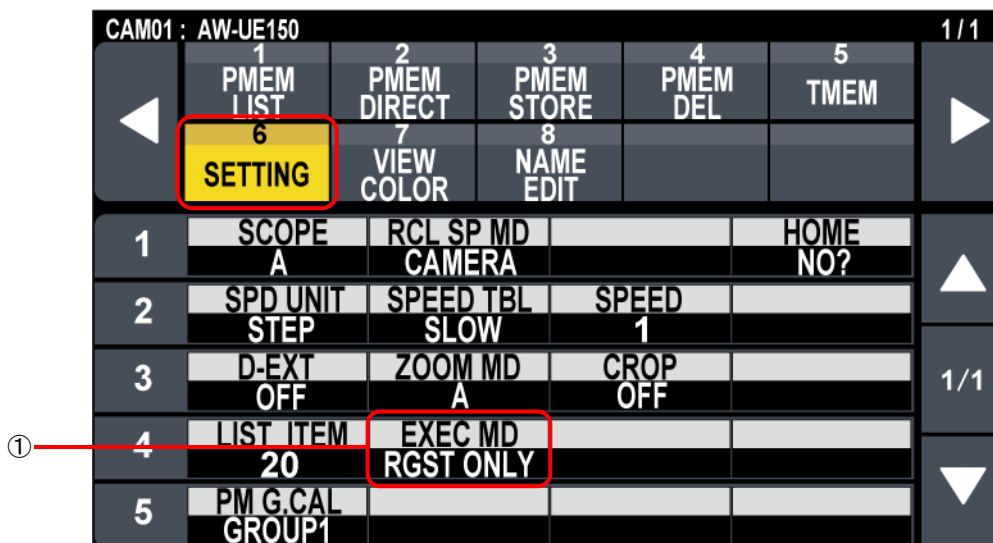 CAM01 : AW-UE150 1 / 1
1 2 3 4 5
PMEM LIST PMEM DIRECT PMEM STORE PMEM DEL TMEM
6 7 8
SETTING VIEW COLOR NAME EDIT
1 SCOPE RCL SP MD HOME
A CAMERA NO?
2 SPD UNIT SPEED TBL SPEED
STEP SLOW 1
3 D-EXT ZOOM MD CROP 1/1
OFF A OFF
① 4 LIST ITEM EXEC MD
20 RGST ONLY
5 PM G.CAL
GROUP1